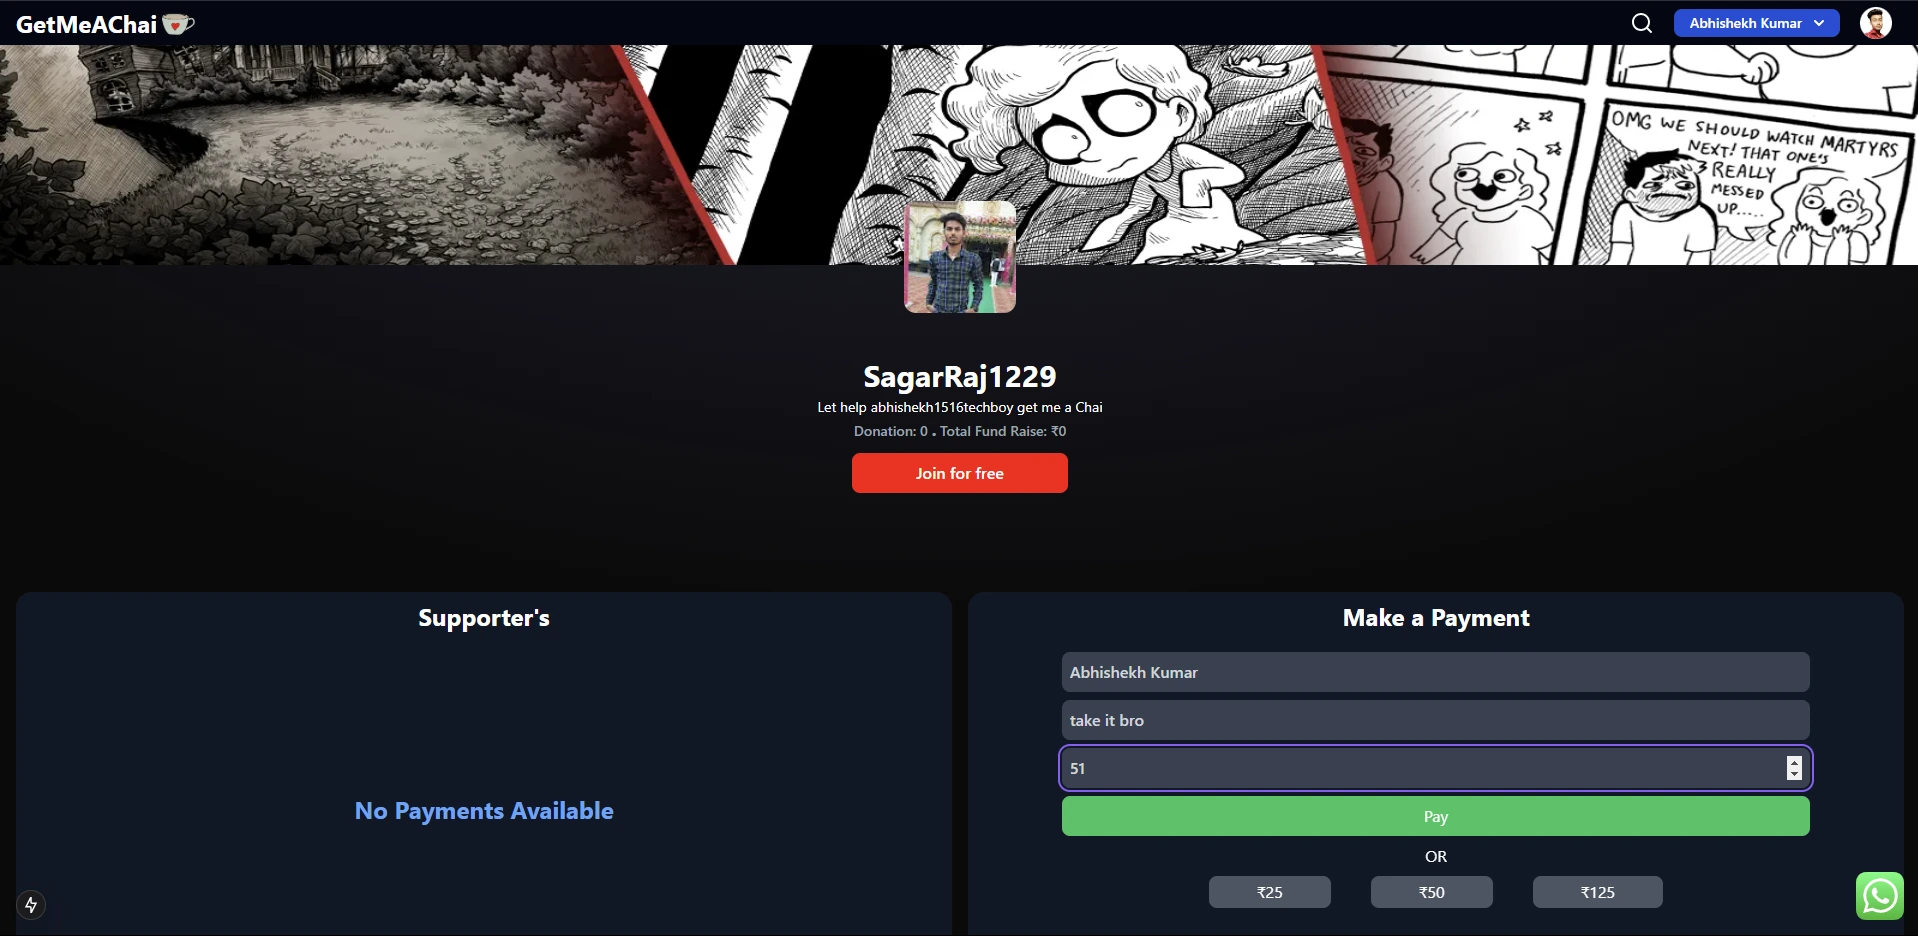 GetMeAChai
Abhishekh Kumar
OMG WE SHOULD WATCH MARTYRS
NEXT! THAT ONE'S
REALLY
MESSED
UP.....
SagarRaj1229
Let help abhishekh1516techboy get me a Chai
Donation: 0 . Total Fund Raise: ₹0
Join for free
Supporter's
No Payments Available
Make a Payment
Abhishekh Kumar
take it bro
51
Pay
OR
₹25 ₹50 ₹125